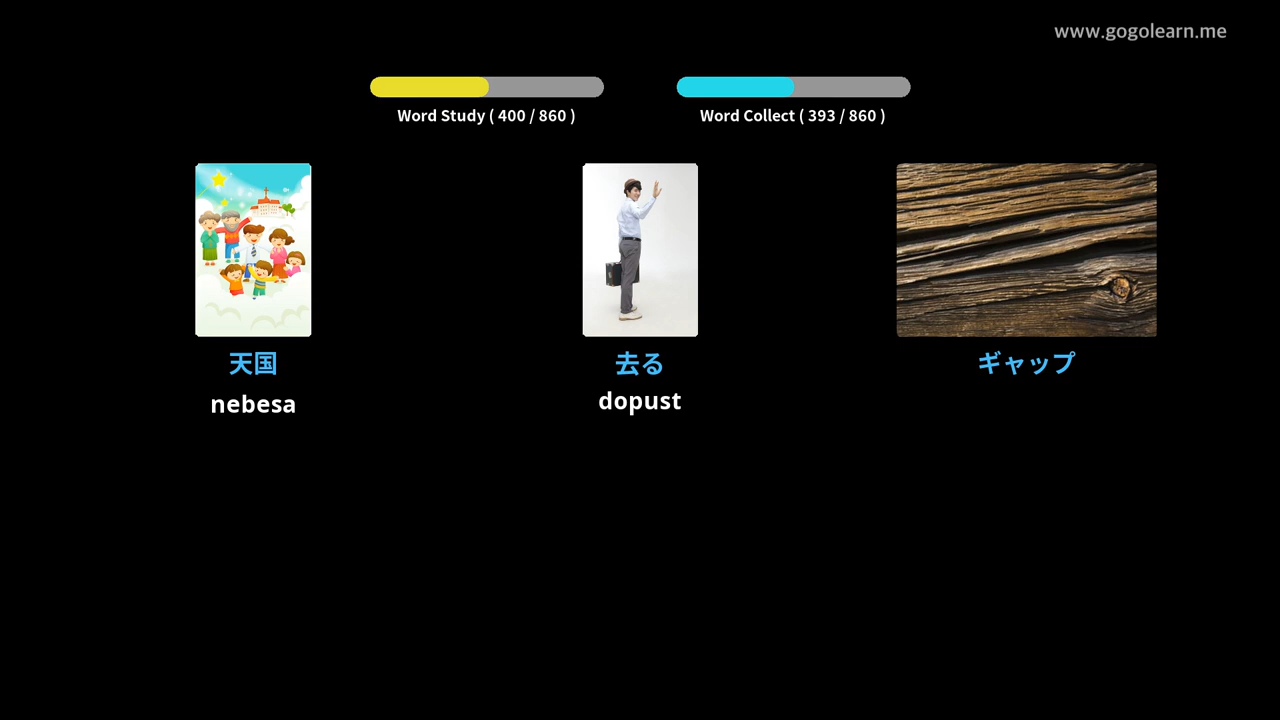 www.gogolearn.me
Word Study ( 400 / 860 )
Word Collect ( 393 / 860 )
天国
去る
ギャップ
nebesa
dopust